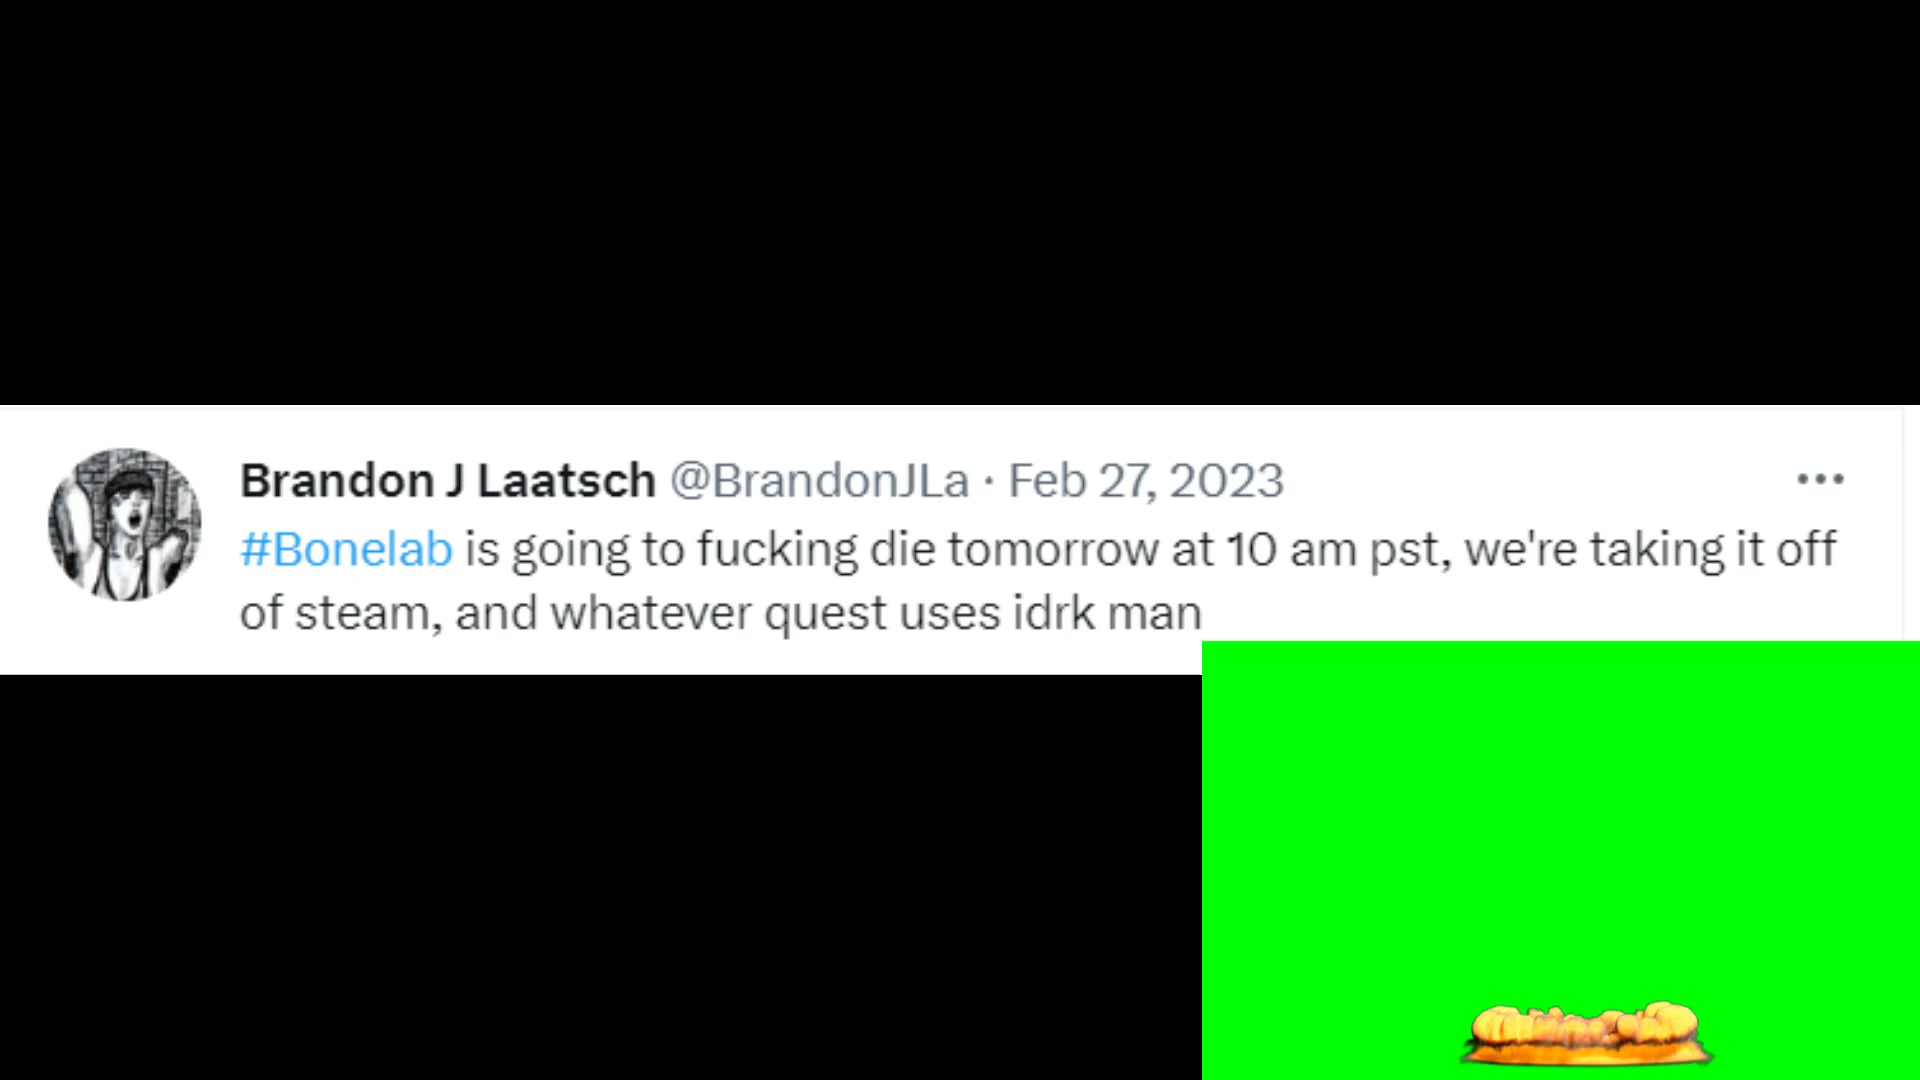 Brandon J Laatsch @BrandonJLa · Feb 27, 2023
#Bonelab is going to fucking die tomorrow at 10 am pst, we're taking it off
of steam, and whatever quest uses idrk man